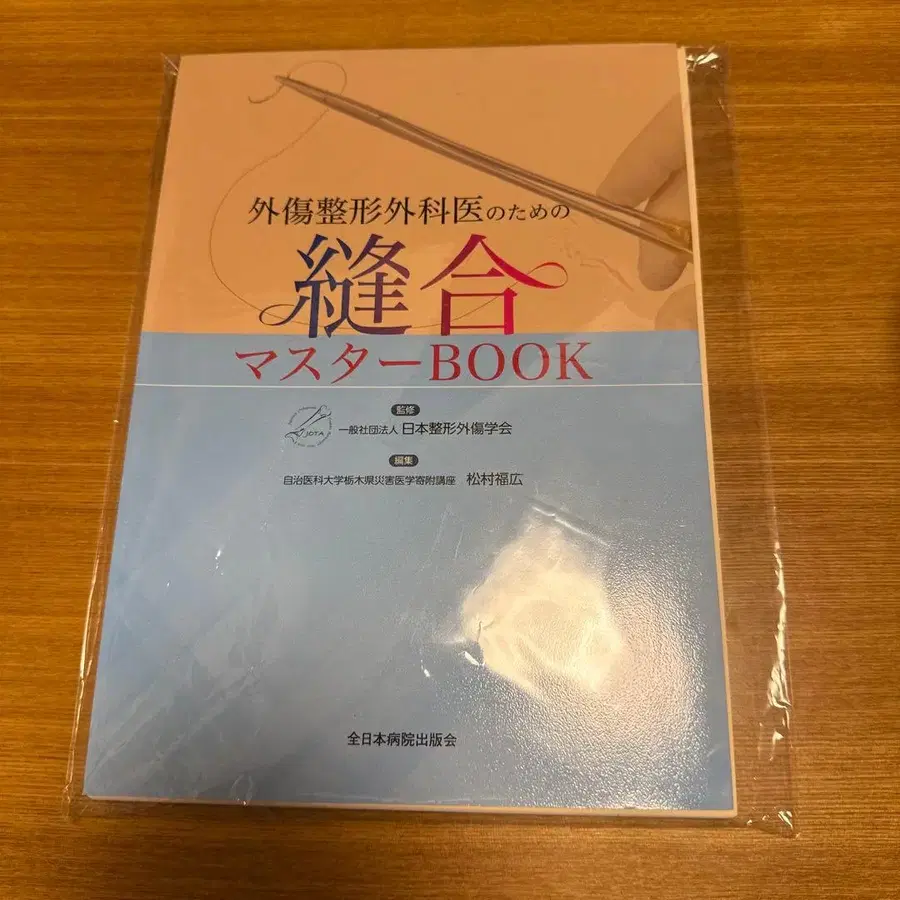 外傷整形外科医のための
縫合
マスターBOOK
監修
JOTA
一般社団法人 日本整形外傷学会
編集
自治医科大学栃木県災害医学寄附講座 松村福広
全日本病院出版会